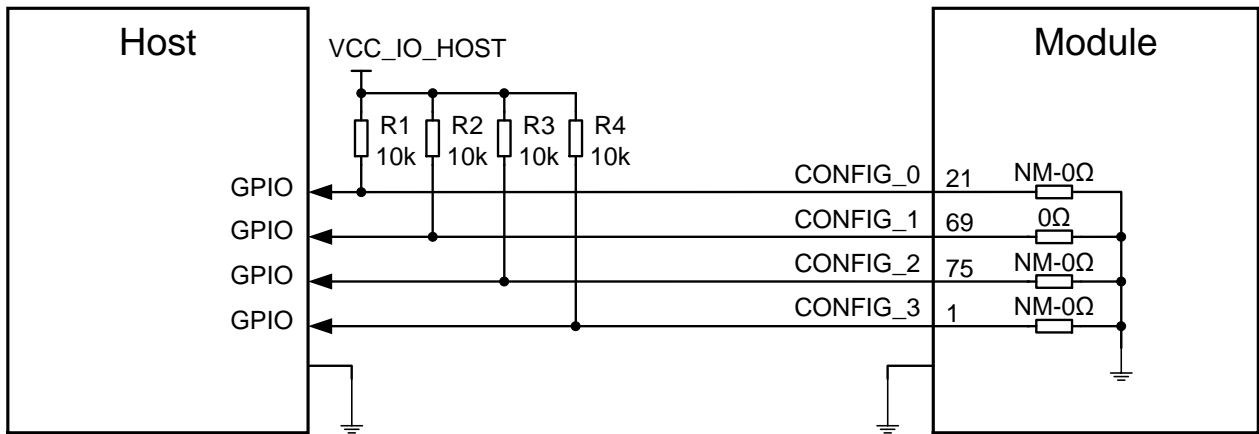 Host
Module
VCC_IO_HOST
R1 R2 R3 R4
10k 10k 10k 10k
GPIO CONFIG_0 21 NM-0Ω
GPIO CONFIG_1 69 0Ω
GPIO CONFIG_2 75 NM-0Ω
GPIO CONFIG_3 1 NM-0Ω